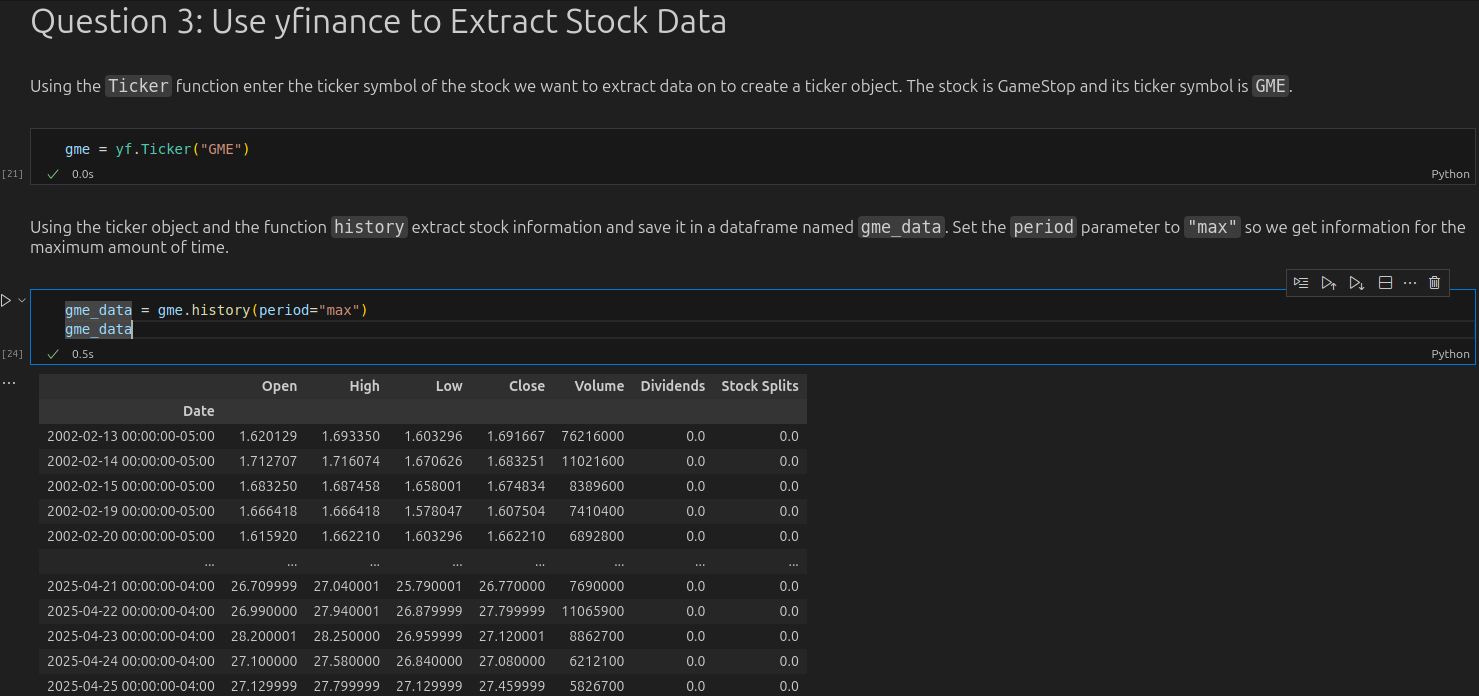 Question 3: Use yfinance to Extract Stock Data
Using the Ticker function enter the ticker symbol of the stock we want to extract data on to create a ticker object. The stock is GameStop and its ticker symbol is GME.
gme = yf.Ticker("GME")
[21] 0.0s Python
Using the ticker object and the function history extract stock information and save it in a dataframe named gme_data. Set the period parameter to "max" so we get information for the
maximum amount of time.
gme_data = gme.history(period="max")
gme_data
[24] 0.5s Python
Open High Low Close Volume Dividends Stock Splits
Date
2002-02-13 00:00:00-05:00 1.620129 1.693350 1.603296 1.691667 76216000 0.0 0.0
2002-02-14 00:00:00-05:00 1.712707 1.716074 1.670626 1.683251 11021600 0.0 0.0
2002-02-15 00:00:00-05:00 1.683250 1.687458 1.658001 1.674834 8389600 0.0 0.0
2002-02-19 00:00:00-05:00 1.666418 1.666418 1.578047 1.607504 7410400 0.0 0.0
2002-02-20 00:00:00-05:00 1.615920 1.662210 1.603296 1.662210 6892800 0.0 0.0
... ... ... ... ... ... ... ...
2025-04-21 00:00:00-04:00 26.709999 27.040001 25.790001 26.770000 7690000 0.0 0.0
2025-04-22 00:00:00-04:00 26.990000 27.940001 26.879999 27.799999 11065900 0.0 0.0
2025-04-23 00:00:00-04:00 28.200001 28.250000 26.959999 27.120001 8862700 0.0 0.0
2025-04-24 00:00:00-04:00 27.100000 27.580000 26.840000 27.080000 6212100 0.0 0.0
2025-04-25 00:00:00-04:00 27.129999 27.799999 27.129999 27.459999 5826700 0.0 0.0